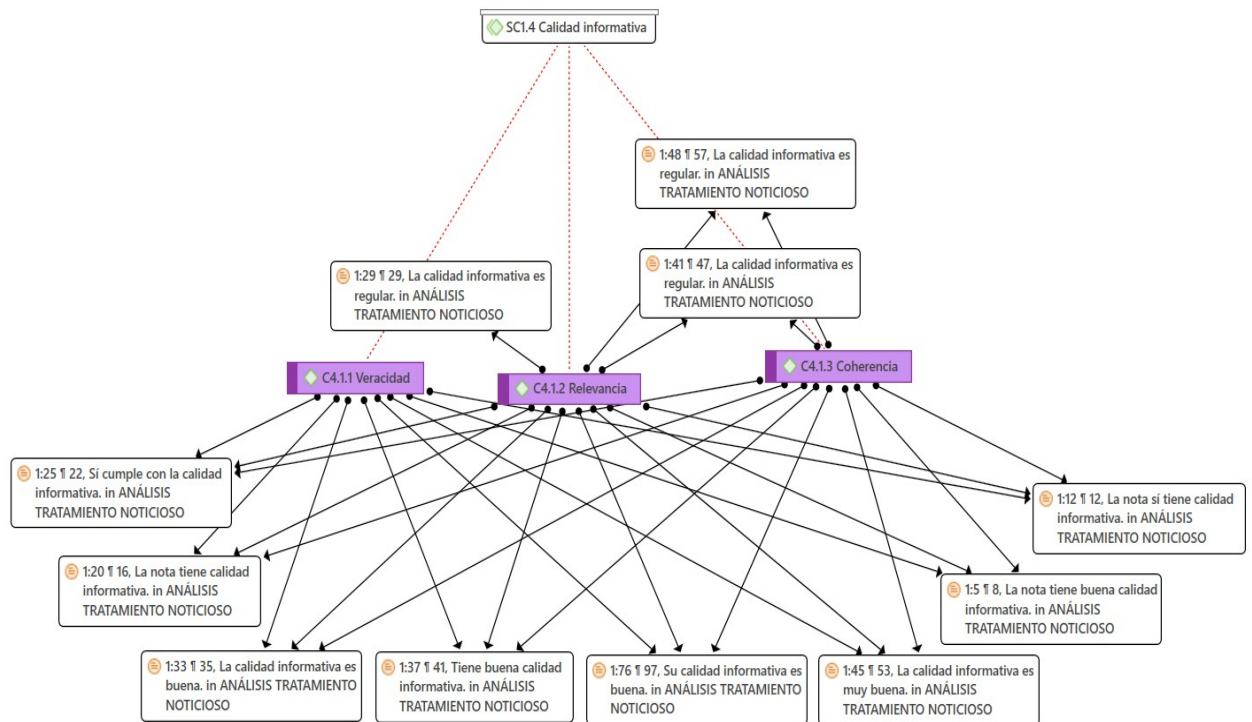 SC1.4 Calidad informativa
1:48 ¶ 57, La calidad informativa es
regular. in ANÁLISIS
TRATAMIENTO NOTICIOSO
1:29 ¶ 29, La calidad informativa es
regular. in ANÁLISIS
TRATAMIENTO NOTICIOSO
1:41 ¶ 47, La calidad informativa es
regular. in ANÁLISIS
TRATAMIENTO NOTICIOSO
C4.1.1 Veracidad
C4.1.2 Relevancia
C4.1.3 Coherencia
1:25 ¶ 22, Sí cumple con la calidad
informativa. in ANÁLISIS
TRATAMIENTO NOTICIOSO
1:12 ¶ 12, La nota sí tiene calidad
informativa. in ANÁLISIS
TRATAMIENTO NOTICIOSO
1:20 ¶ 16, La nota tiene calidad
informativa. in ANÁLISIS
TRATAMIENTO NOTICIOSO
1:5 ¶ 8, La nota tiene buena calidad
informativa. in ANÁLISIS
TRATAMIENTO NOTICIOSO
1:33 ¶ 35, La calidad informativa es
buena. in ANÁLISIS TRATAMIENTO
NOTICIOSO
1:37 ¶ 41, Tiene buena calidad
informativa. in ANÁLISIS
TRATAMIENTO NOTICIOSO
1:76 ¶ 97, Su calidad informativa es
buena. in ANÁLISIS TRATAMIENTO
NOTICIOSO
1:45 ¶ 53, La calidad informativa es
muy buena. in ANÁLISIS
TRATAMIENTO NOTICIOSO